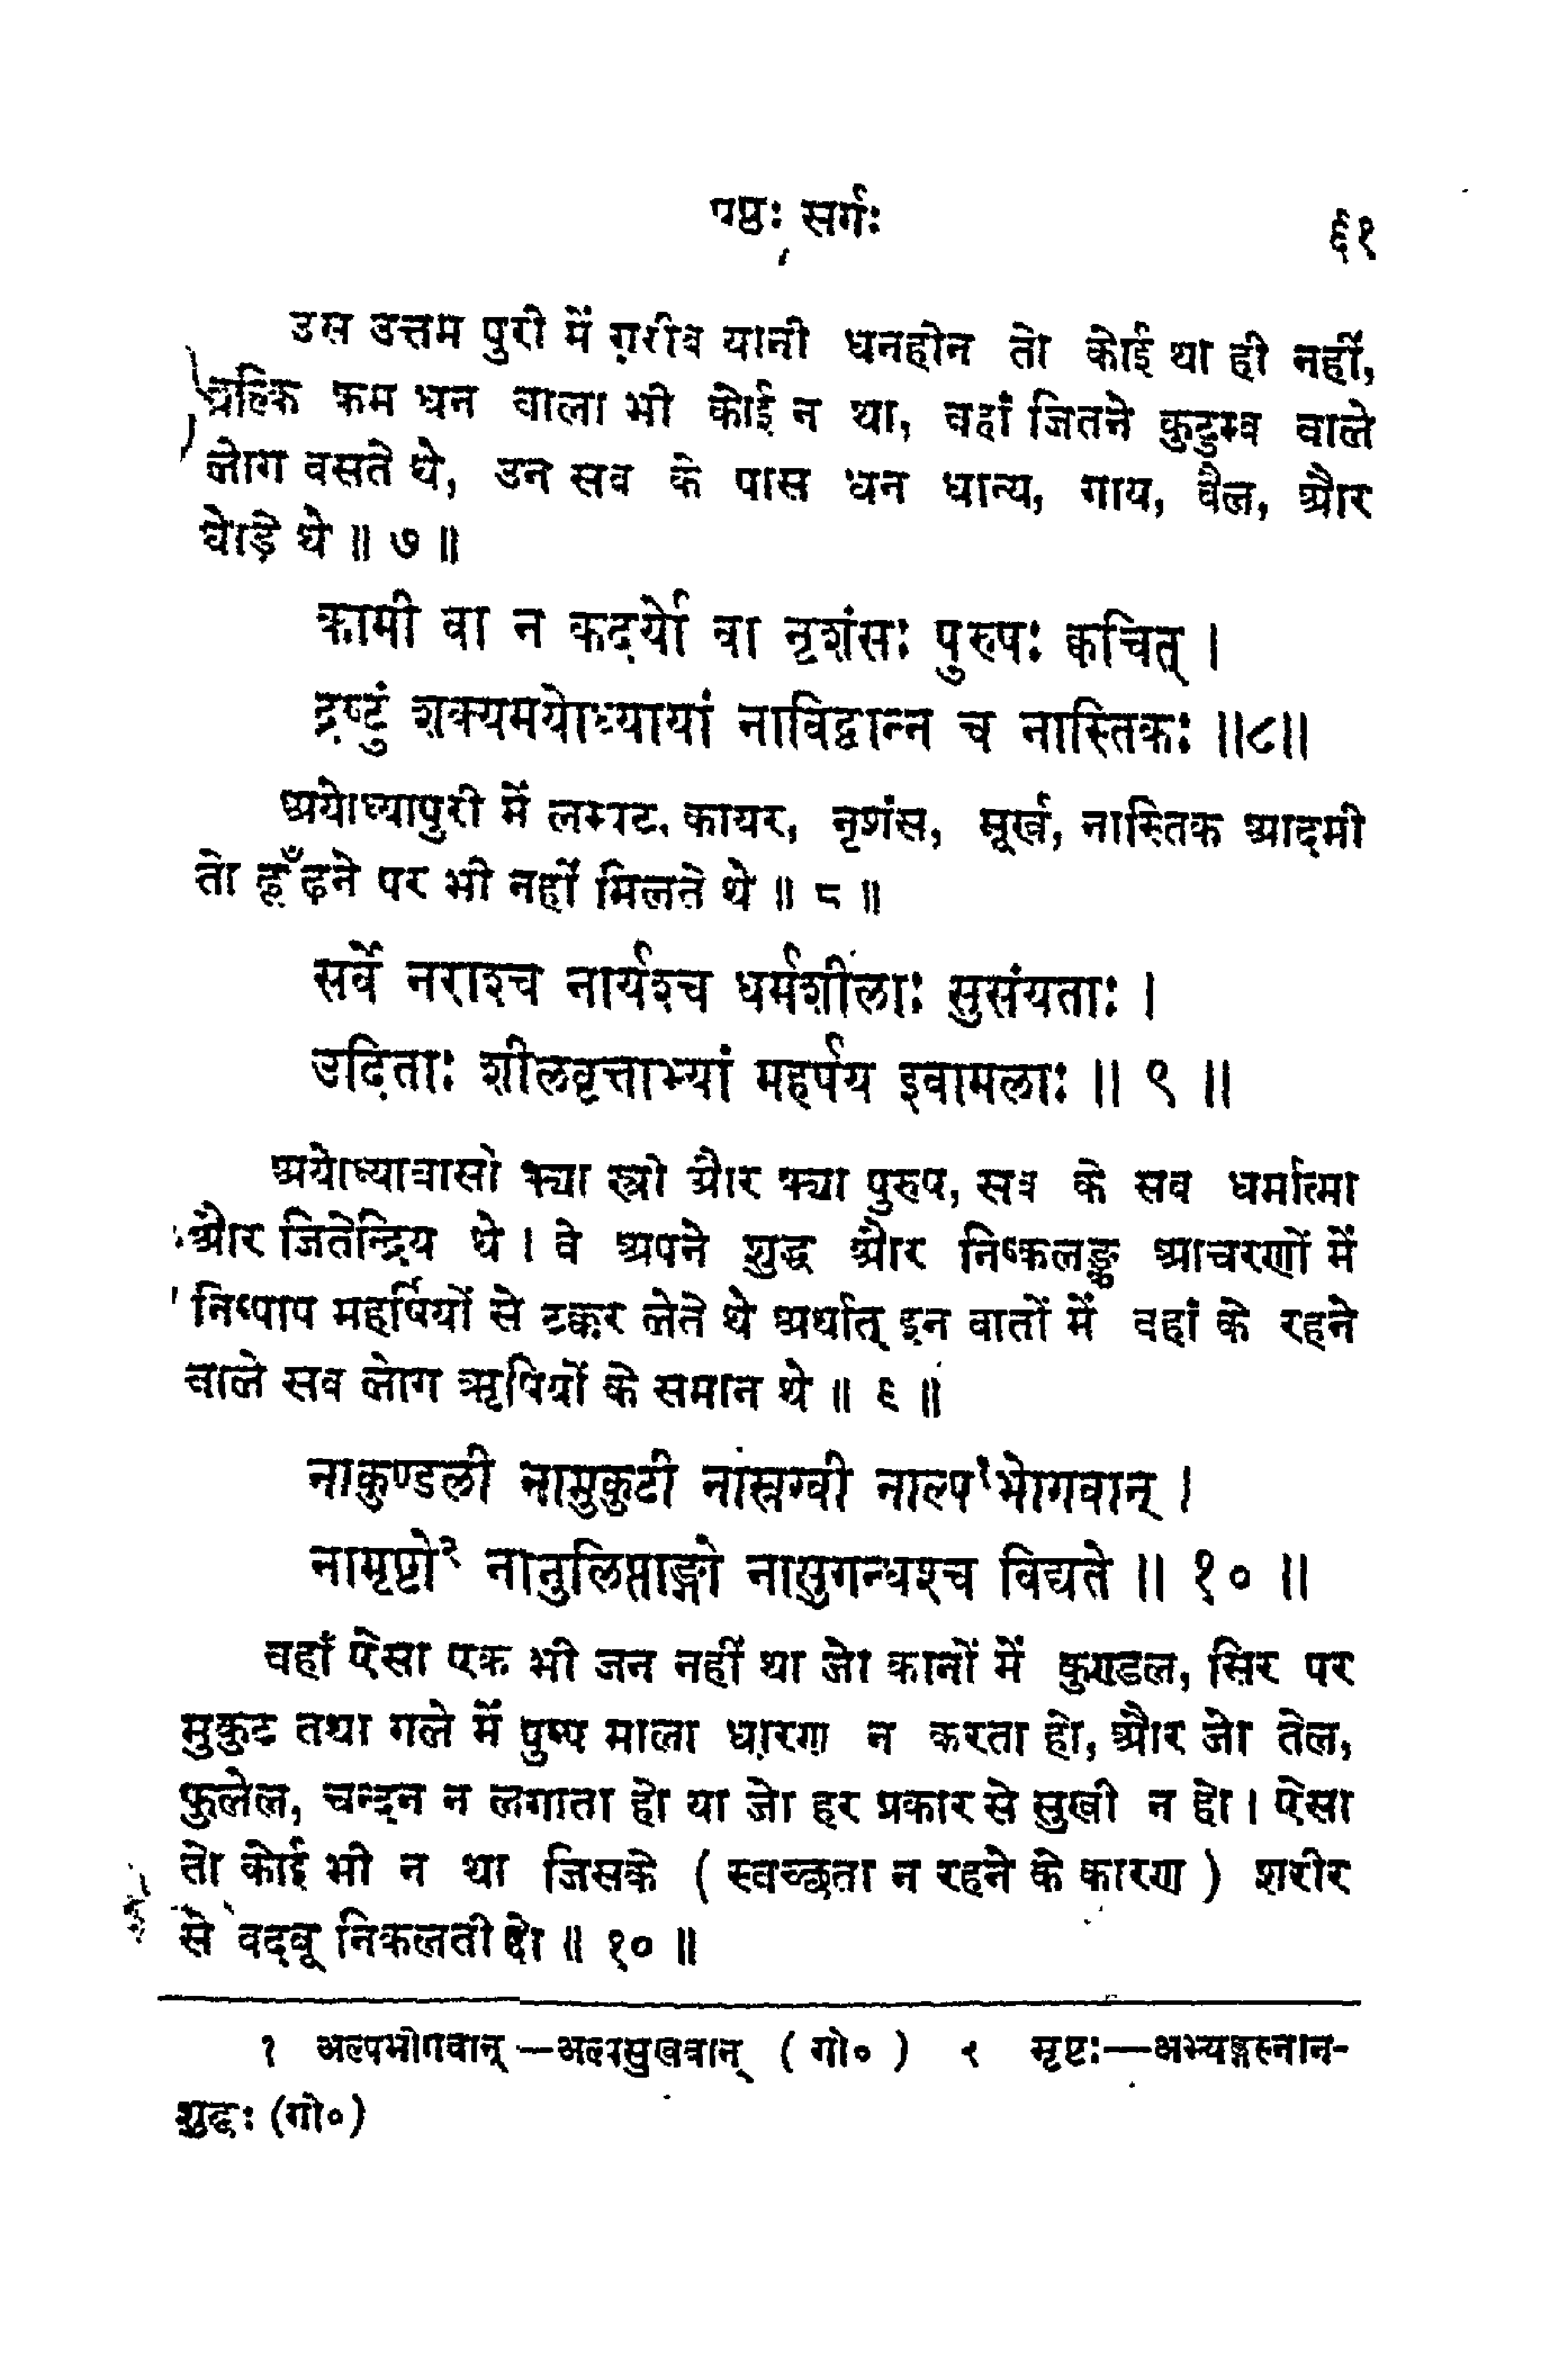 षष्ठः सर्गः ६१
उस उत्तम पुरी में ग़रीब यानी धनहीन तो कोई था ही नहीं,
बल्कि कम धन वाला भी कोई न था, वहां जितने कुटुम्ब वाले
लोग बसते थे, उन सब के पास धन धान्य, गाय, बैल, और
घोड़े थे ॥ ७ ॥
कामी वा न कदर्यो वा नृशंसः पुरुषः क्वचित् ।
द्रष्टुं शक्यमयोध्यायां नाविद्वान्न च नास्तिकः ॥८॥
अयोध्यापुरी में लम्पट, कायर, नृशंस, मूर्ख, नास्तिक आदमी
तो ढूँढ़ने पर भी नहीं मिलते थे ॥ ८ ॥
सर्वे नराश्च नार्यश्च धर्मशीलाः सुसंयताः ।
उदिताः शीलवृत्ताभ्यां महर्षय इवामलाः ॥ ९ ॥
अयोध्यावासी क्या स्त्री और क्या पुरुष, सब के सब धर्मात्मा
और जितेन्द्रिय थे । वे अपने शुद्ध और निष्कलङ्क आचरणों में
निष्पाप महर्षियों से टक्कर लेते थे अर्थात् इन बातों में वहां के रहने
वाले सब लोग ऋषियों के समान थे ॥ ९ ॥
नाकुण्डली नामुकुटी नास्रग्वी नाल्प१भोगवान् ।
नामृष्टो२ नानुलिप्ताङ्गो नासुगन्धश्च विद्यते ॥ १० ॥
वहाँ ऐसा एक भी जन नहीं था जो कानों में कुण्डल, सिर पर
मुकुट तथा गले में पुष्प माला धारण न करता हो, और जो तेल,
फुलेल, चन्दन न लगाता हो या जो हर प्रकार से सुखी न हो । ऐसा
तो कोई भी न था जिसके ( स्वच्छता न रहने के कारण ) शरीर
से बदबू निकलती हो ॥ १० ॥
१ अल्पभोगवान्—अल्पसुखवान् ( गो० ) २ मृष्टः—अभ्यङ्गस्नान-
शुद्धः (गो०)